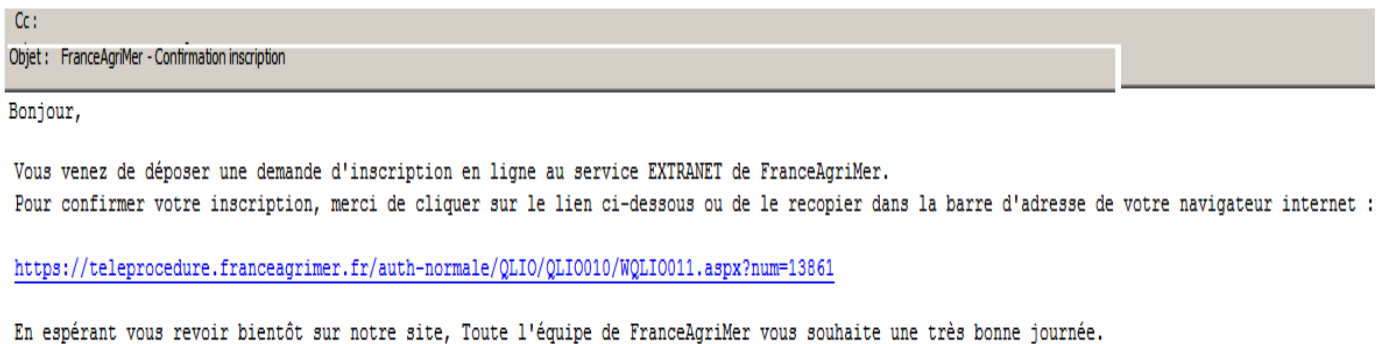 Cc :
Objet : FranceAgriMer - Confirmation inscription
Bonjour,
Vous venez de déposer une demande d'inscription en ligne au service EXTRANET de FranceAgriMer.
Pour confirmer votre inscription, merci de cliquer sur le lien ci-dessous ou de le recopier dans la barre d'adresse de votre navigateur internet :
https://teleprocedure.franceagrimer.fr/auth-normale/QLIO/QLIO010/WQLIO011.aspx?num=13861
En espérant vous revoir bientôt sur notre site, Toute l'équipe de FranceAgriMer vous souhaite une très bonne journée.